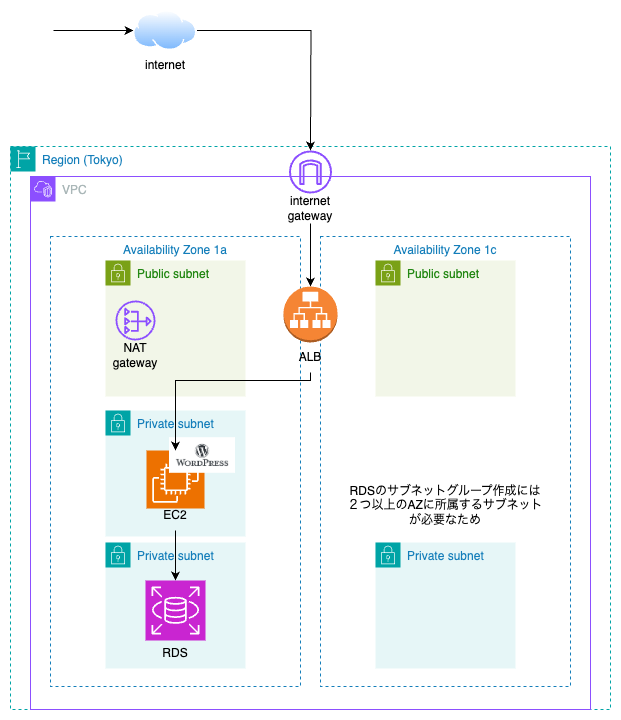 internet
Region (Tokyo)
VPC
internet
gateway
Availability Zone 1a
Availability Zone 1c
Public subnet
Public subnet
NAT
gateway
ALB
Private subnet
WORDPRESS
EC2
RDSのサブネットグループ作成には
２つ以上のAZに所属するサブネット
が必要なため
Private subnet
Private subnet
RDS